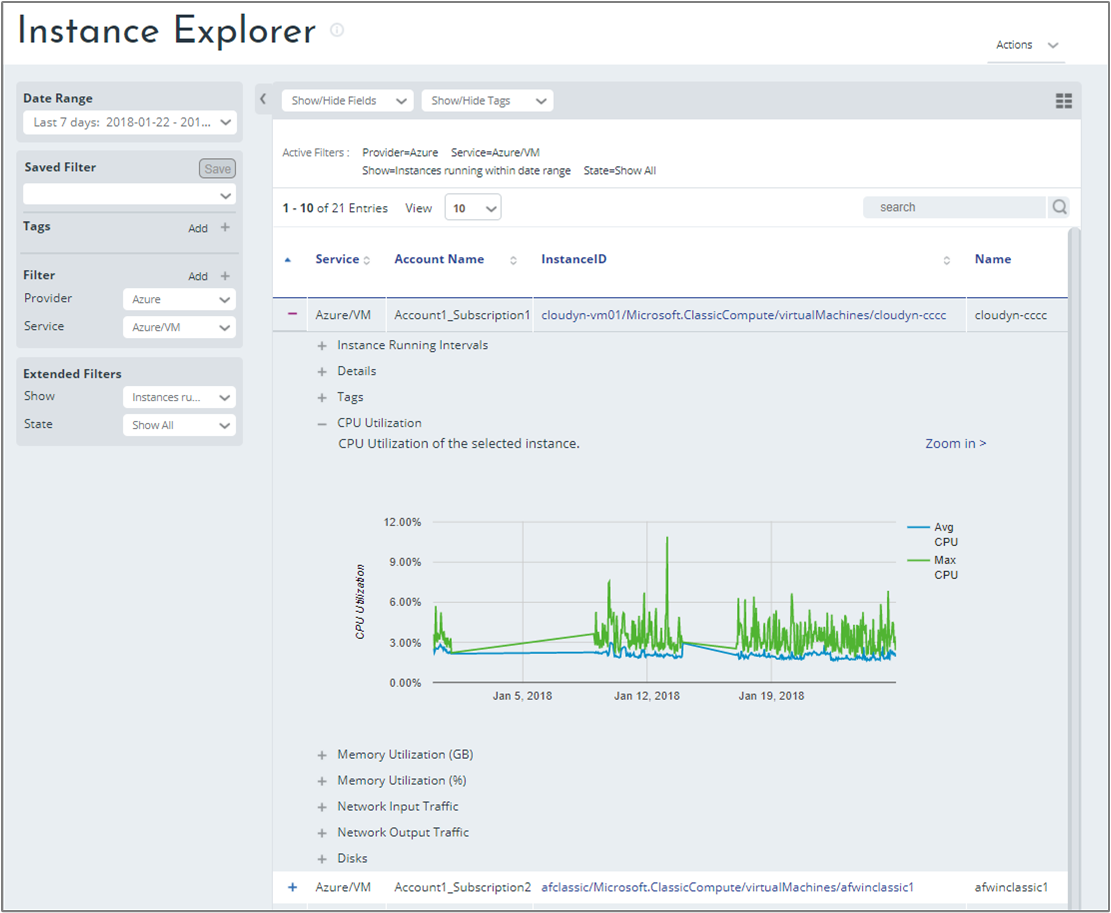 Instance Explorer
Actions
Date Range
Last 7 days: 2018-01-22 - 201...
Saved Filter
Save
Tags
Add +
Filter
Add +
Provider
Azure
Service
Azure/VM
Extended Filters
Show
Instances ru...
State
Show All
Show/Hide Fields
Show/Hide Tags
Active Filters : Provider=Azure Service=Azure/VM
Show=Instances running within date range State=Show All
1 - 10 of 21 Entries View 10
search
Service Account Name InstanceID Name
Azure/VM Account1_Subscription1 cloudyn-vm01/Microsoft.ClassicCompute/virtualMachines/cloudyn-cccc cloudyn-cccc
+ Instance Running Intervals
+ Details
+ Tags
− CPU Utilization
CPU Utilization of the selected instance.
Zoom in >
CPU Utilization
12.00%
9.00%
6.00%
3.00%
0.00%
Jan 5, 2018 Jan 12, 2018 Jan 19, 2018
Avg
CPU
Max
CPU
+ Memory Utilization (GB)
+ Memory Utilization (%)
+ Network Input Traffic
+ Network Output Traffic
+ Disks
+ Azure/VM Account1_Subscription2 afclassic/Microsoft.ClassicCompute/virtualMachines/afwinclassic1 afwinclassic1